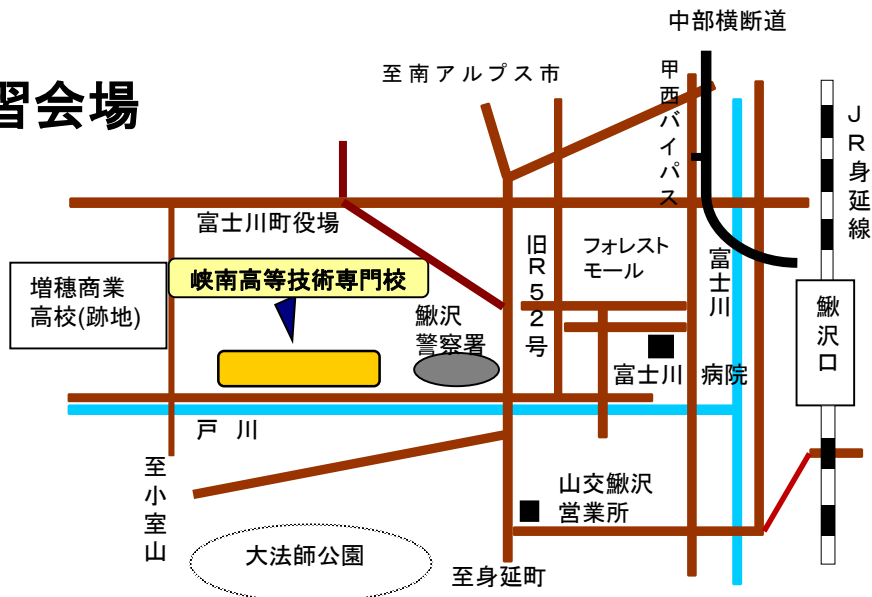 中部横断道
至南アルプス市
習会場
甲西バイパス
JR身延線
富士川町役場
旧R52号
フォレスト
モール
富士川
増穂商業
高校(跡地)
峡南高等技術専門校
鰍沢
警察署
鰍沢口
富士川 病院
戸 川
至小室山
山交鰍沢
営業所
大法師公園
至身延町